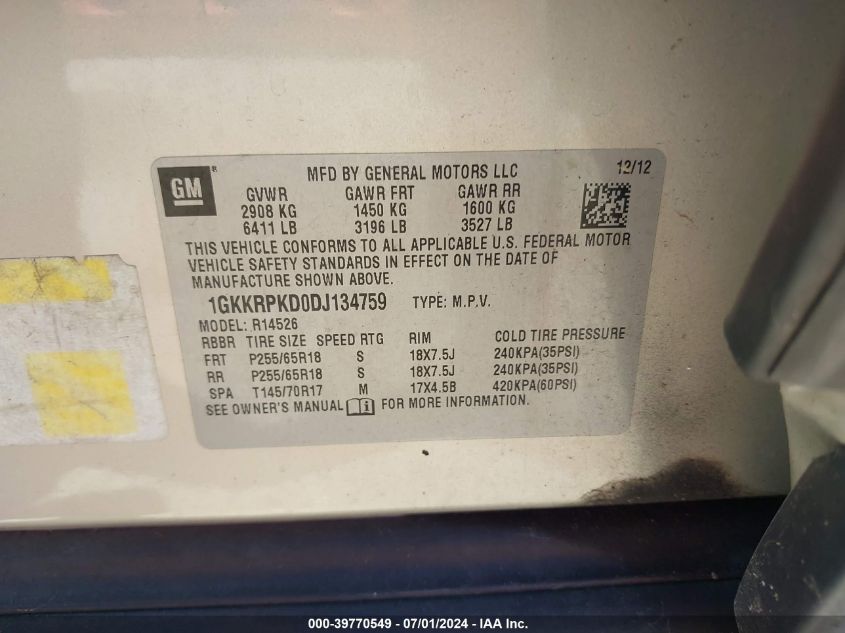 GM ®
MFD BY GENERAL MOTORS LLC 12/12
GVWR GAWR FRT GAWR RR
2908 KG 1450 KG 1600 KG
6411 LB 3196 LB 3527 LB
THIS VEHICLE CONFORMS TO ALL APPLICABLE U.S. FEDERAL MOTOR
VEHICLE SAFETY STANDARDS IN EFFECT ON THE DATE OF
MANUFACTURE SHOWN ABOVE.
1GKKRPKD0DJ134759 TYPE: M.P.V.
MODEL: R14526
RBBR TIRE SIZE SPEED RTG RIM COLD TIRE PRESSURE
FRT P255/65R18 S 18X7.5J 240KPA(35PSI)
RR P255/65R18 S 18X7.5J 240KPA(35PSI)
SPA T145/70R17 M 17X4.5B 420KPA(60PSI)
SEE OWNER'S MANUAL FOR MORE INFORMATION.
000-39770549 - 07/01/2024 - IAA Inc.